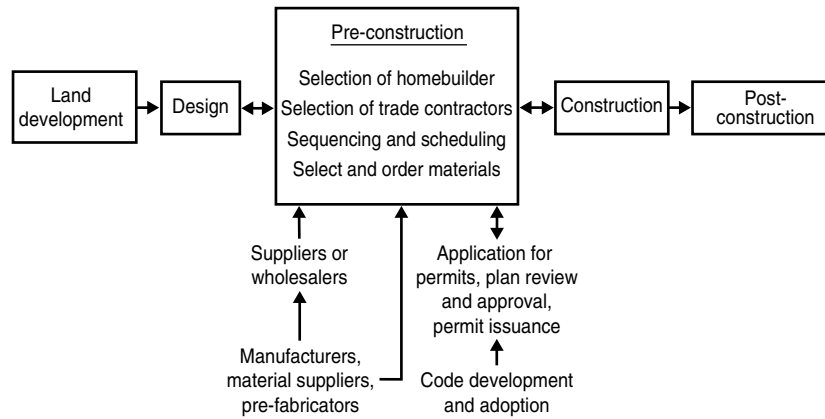 Land
development
Design
Pre-construction
Selection of homebuilder
Selection of trade contractors
Sequencing and scheduling
Select and order materials
Construction
Post-
construction
Suppliers or
wholesalers
Manufacturers,
material suppliers,
pre-fabricators
Application for
permits, plan review
and approval,
permit issuance
Code development
and adoption